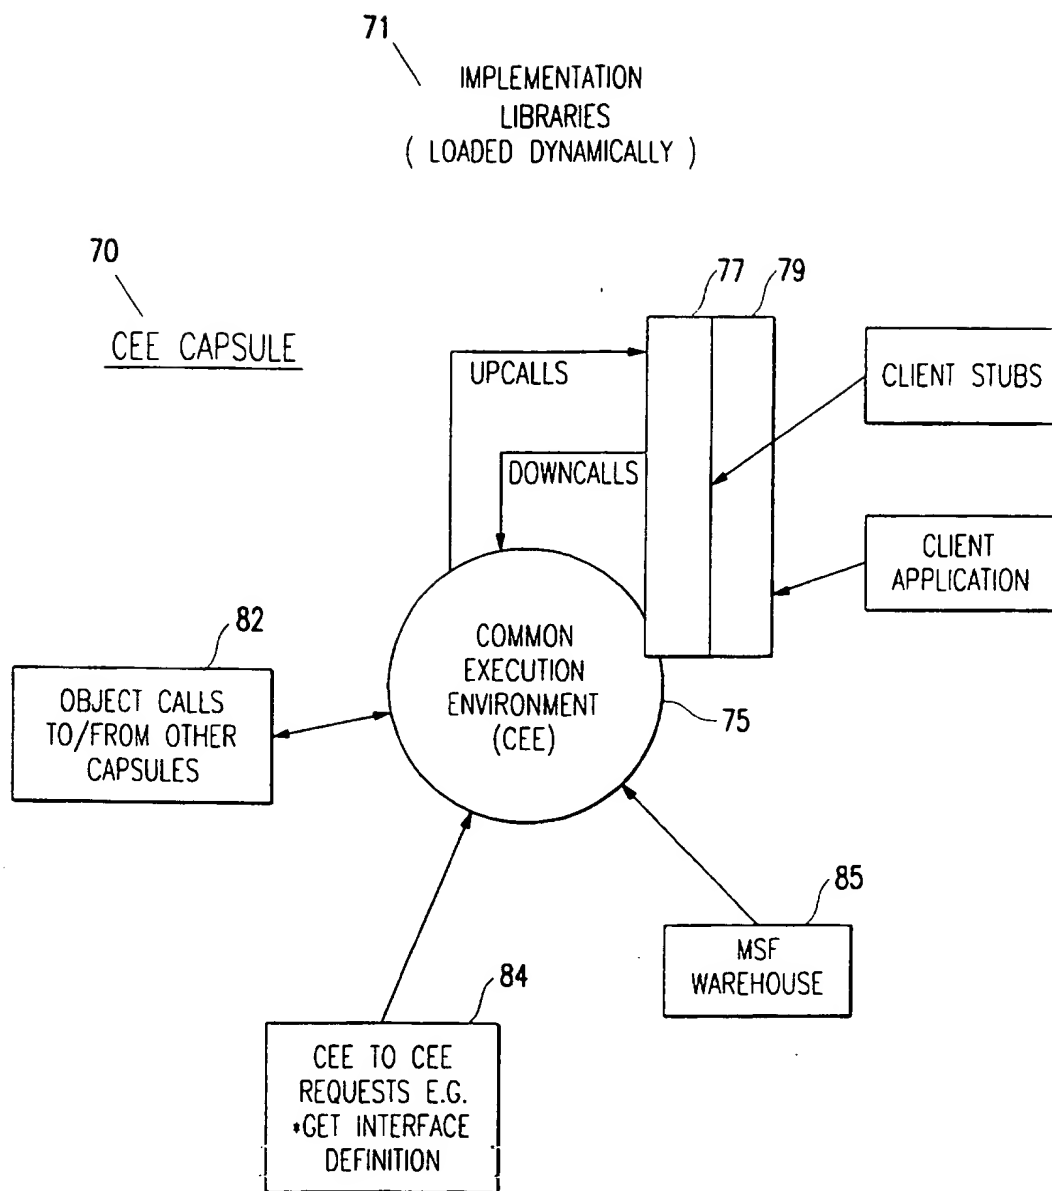 71
IMPLEMENTATION
LIBRARIES
( LOADED DYNAMICALLY )
70
CEE CAPSULE
77
79
UPCALLS
CLIENT STUBS
DOWNCALLS
CLIENT
APPLICATION
82
OBJECT CALLS
TO/FROM OTHER
CAPSULES
COMMON
EXECUTION
ENVIRONMENT
(CEE)
75
85
MSF
WAREHOUSE
84
CEE TO CEE
REQUESTS E.G.
*GET INTERFACE
DEFINITION